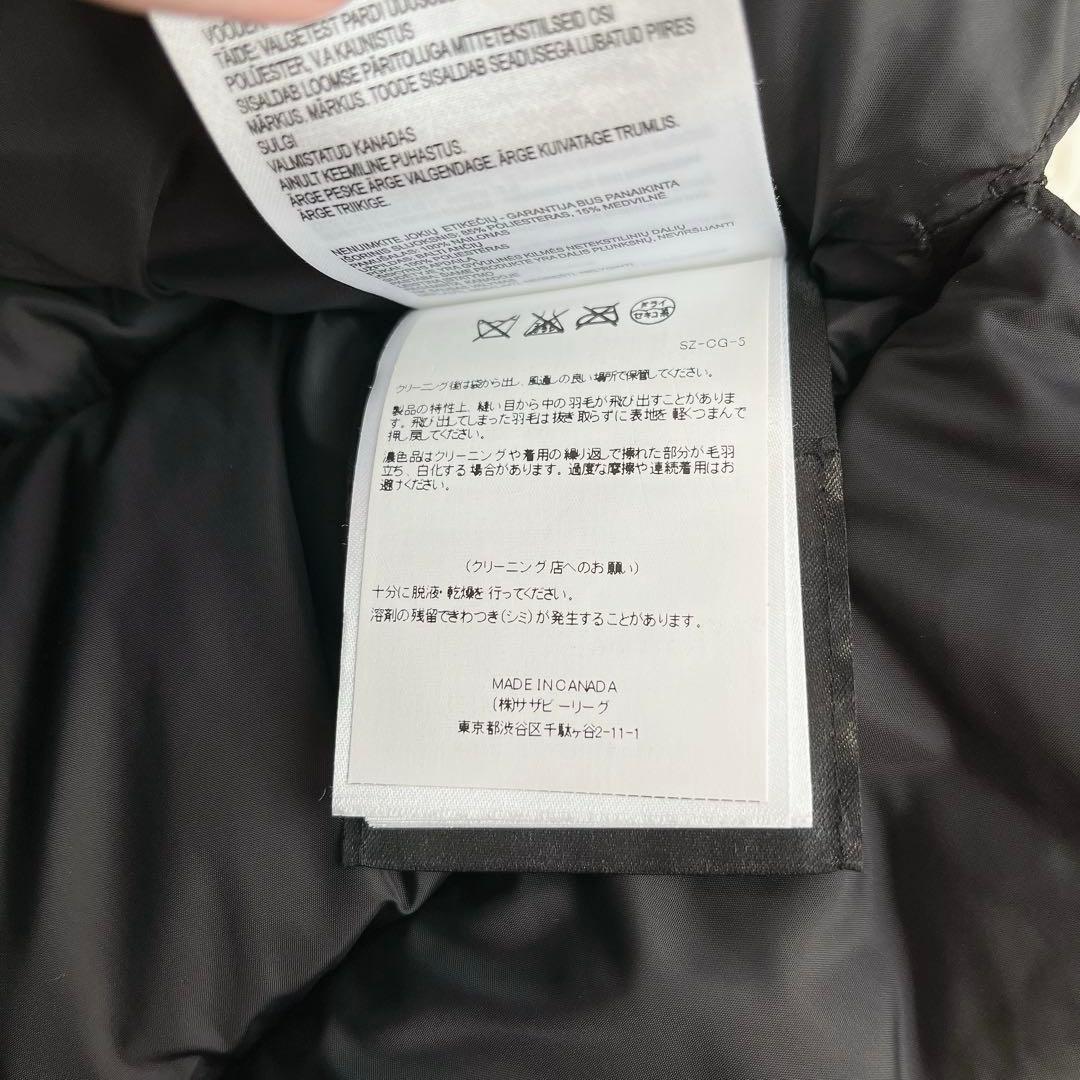 TÄIDE: VALGETEST PARDI UDUSULE
POLÜESTER. V.A KAUNISTUS
SISALDAB LOOMSE PÄRITOLUGA MITTETEKSTIILSEID OSI
MÄRKUS. MÄRKUS. TOODE SISALDAB SEADUSEGA LUBATUD PIIRES
SULGI
VALMISTATUD KANADAS
AINULT KEEMILINE PUHASTUS.
ÄRGE PESKE ÄRGE VALGENDAGE. ÄRGE KUIVATAGE TRUMLIS.
ÄRGE TRIIKIGE.
NENUIMKITE JOKIŲ ETIKEČIŲ - GARANTIJA BUS PANAIKINTA
IŠORINIS SLUOKSMIS: 85% POLIESTERAS, 15% MEDVILNĖ
PAMUŠALAS: 100% NAILONAS
ドライ
セキユ系
SZ-CG-5
クリーニング後は袋から出し、風通しの良い場所で保管してください。
製品の特性上、縫い目から中の羽毛が飛び出すことがありま
す。飛び出してしまった羽毛は抜き取らずに表地を軽くつまんで
押し戻してください。
濃色品はクリーニングや着用の繰り返しで擦れた部分が毛羽
立ち、白化する場合があります。過度な摩擦や連続着用はお
避けください。
(クリーニング店へのお願い)
十分に脱液・乾燥を行ってください。
溶剤の残留できわつき(シミ)が発生することがあります。
MADE IN CANADA
(株)サザビーリーグ
東京都渋谷区千駄ヶ谷2-11-1